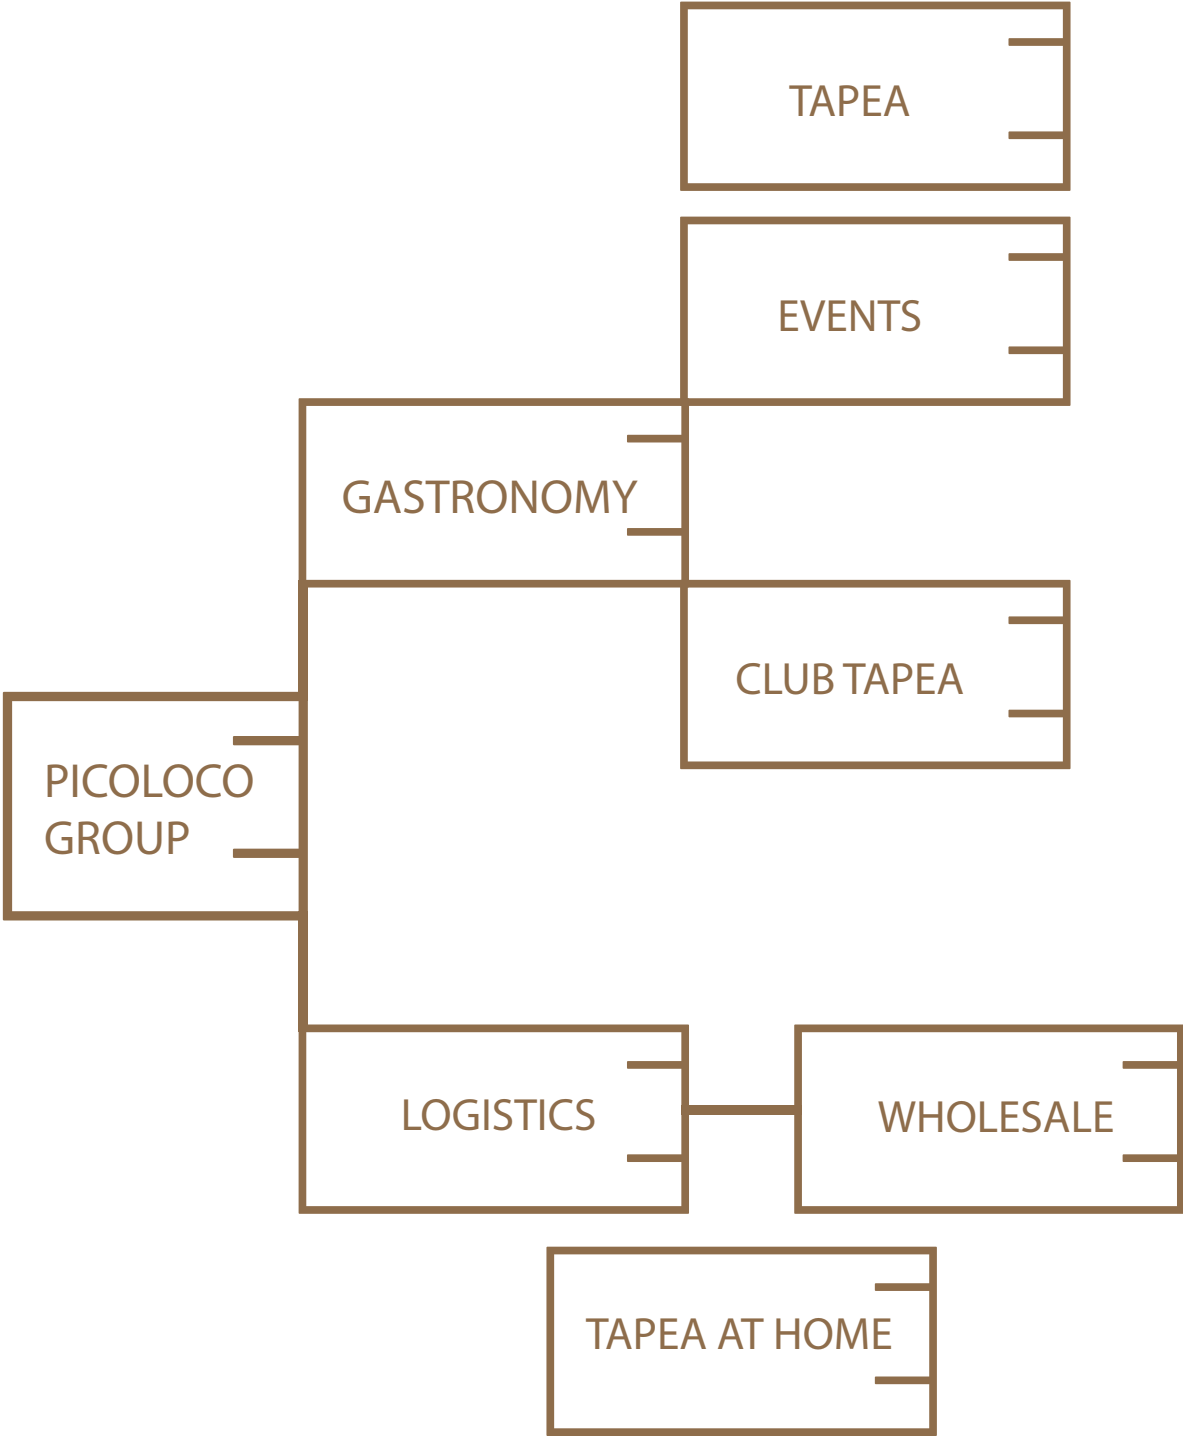 TAPEA
EVENTS
GASTRONOMY
CLUB TAPEA
PICOLOCO
GROUP
LOGISTICS
WHOLESALE
TAPEA AT HOME